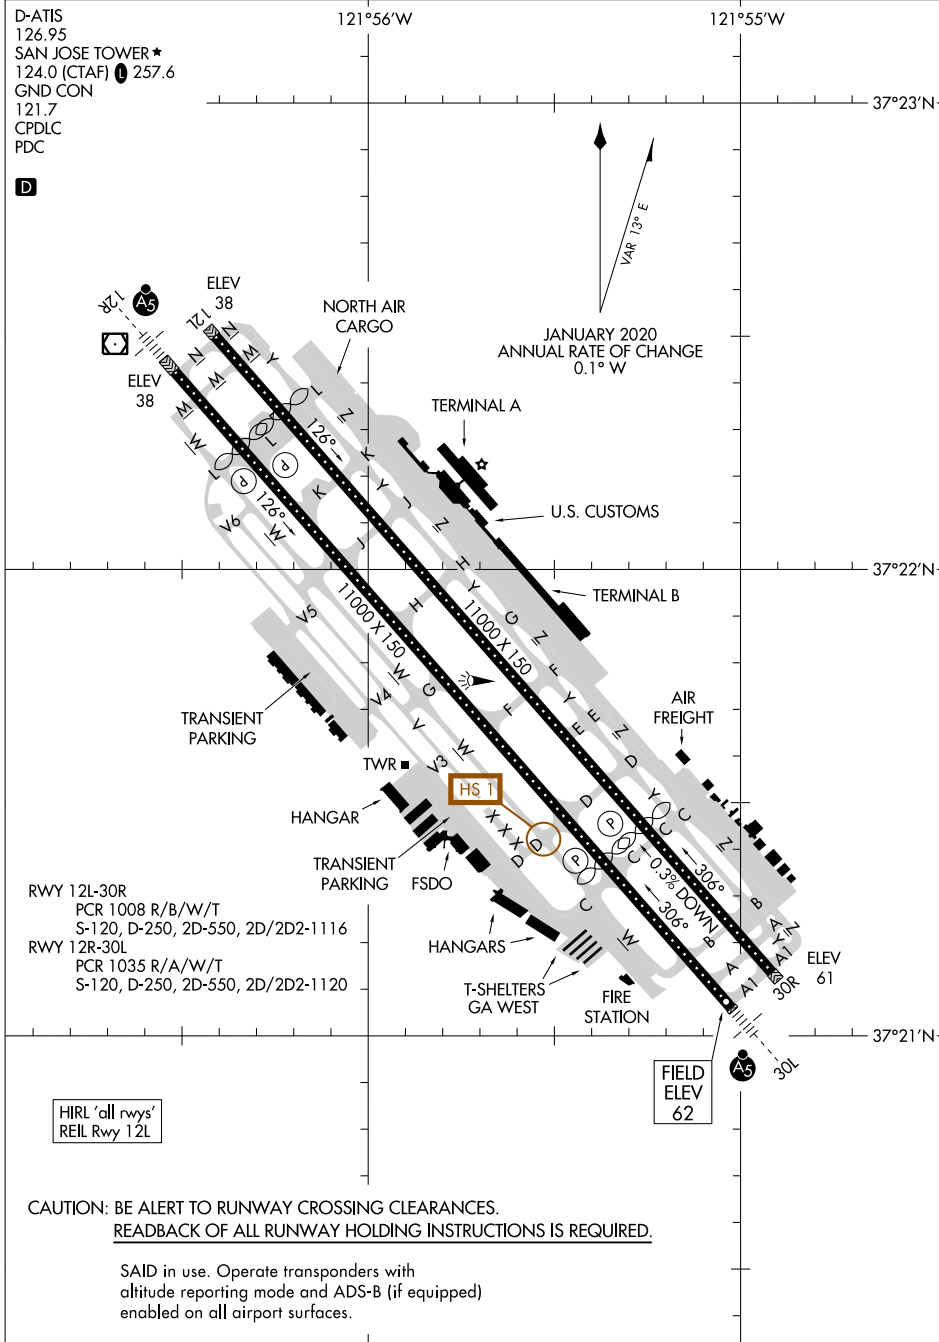 D-ATIS
126.95
SAN JOSE TOWER★
124.0 (CTAF) L 257.6
GND CON
121.7
CPDLC
PDC
D
121°56'W
121°55'W
37°23'N
VAR 13° E
JANUARY 2020
ANNUAL RATE OF CHANGE
0.1° W
12R
A5
ELEV
38
12L
ELEV
38
NORTH AIR
CARGO
N
W
Y
N
W
W
W
L
Z
L
L
126°
126°
P
P
K
K
Y
J
Z
J
H
Y
H
G
Z
G
F
Y
F
E
E
Z
D
D
TERMINAL A
U.S. CUSTOMS
37°22'N
TERMINAL B
V6
W
V5
11000 X 150
11000 X 150
W
V4
V
V3
W
TRANSIENT
PARKING
AIR
FREIGHT
TWR
HS 1
HANGAR
TRANSIENT
PARKING
FSDO
X
X
X
D
D
P
P
Y
C
C
C
C
Z
0.3% DOWN
306°
306°
B
B
A
A
Y
Z
A1
A1
W
HANGARS
T-SHELTERS
GA WEST
FIRE
STATION
30R
ELEV
61
RWY 12L-30R
PCR 1008 R/B/W/T
S-120, D-250, 2D-550, 2D/2D2-1116
RWY 12R-30L
PCR 1035 R/A/W/T
S-120, D-250, 2D-550, 2D/2D2-1120
37°21'N
30L
A5
FIELD
ELEV
62
HIRL 'all rwys'
REIL Rwy 12L
CAUTION: BE ALERT TO RUNWAY CROSSING CLEARANCES.
READBACK OF ALL RUNWAY HOLDING INSTRUCTIONS IS REQUIRED.
SAID in use. Operate transponders with
altitude reporting mode and ADS-B (if equipped)
enabled on all airport surfaces.